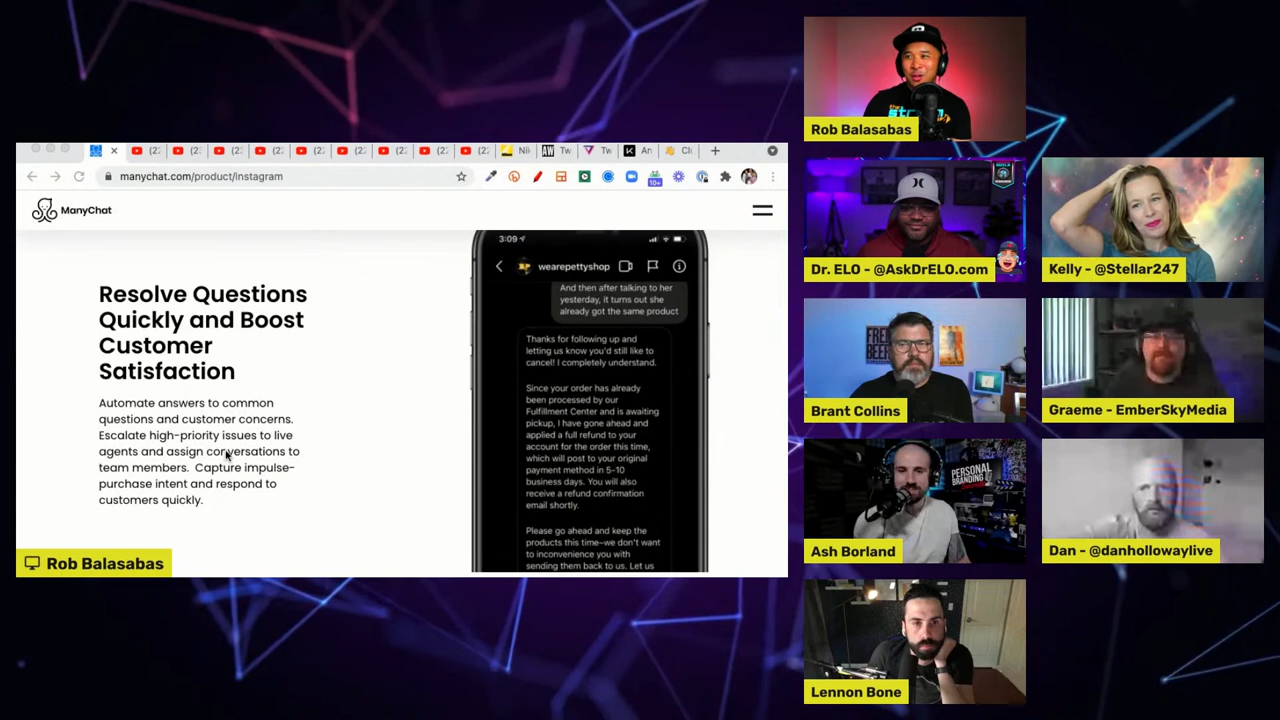 manychat.com/product/instagram
10+
ManyChat
Resolve Questions
Quickly and Boost
Customer
Satisfaction
Automate answers to common
questions and customer concerns.
Escalate high-priority issues to live
agents and assign conversations to
team members. Capture impulse-
purchase intent and respond to
customers quickly.
3:09
wearepettyshop
And then after talking to her
yesterday, it turns out she
already got the same product
Thanks for following up and
letting us know you'd still like to
cancel! I completely understand.
Since your order has already
been processed by our
Fulfillment Center and is awaiting
pickup, I have gone ahead and
applied a full refund to your
account for the order this time,
which will post to your original
payment method in 5-10
business days. You will also
receive a refund confirmation
email shortly.
Please go ahead and keep the
products this time–we don't want
to inconvenience you with
sending them back to us. Let us
Rob Balasabas
Rob Balasabas
Dr. ELO - @AskDrELO.com
Kelly - @Stellar247
FREE
BEER
Brant Collins
Graeme - EmberSkyMedia
PERSONAL
BRANDING
Ash Borland
Dan - @danhollowaylive
Lennon Bone